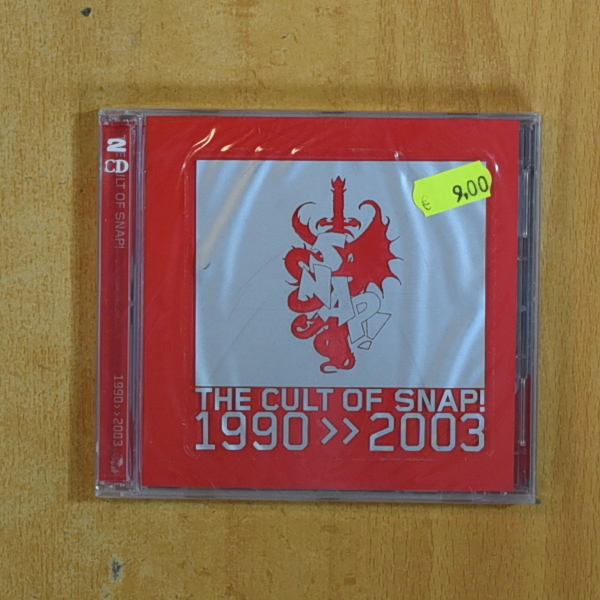 2
CD
THE CULT OF SNAP!
1990 >> 2003
€ 9,00
SNAP!
THE CULT OF SNAP!
1990 >> 2003